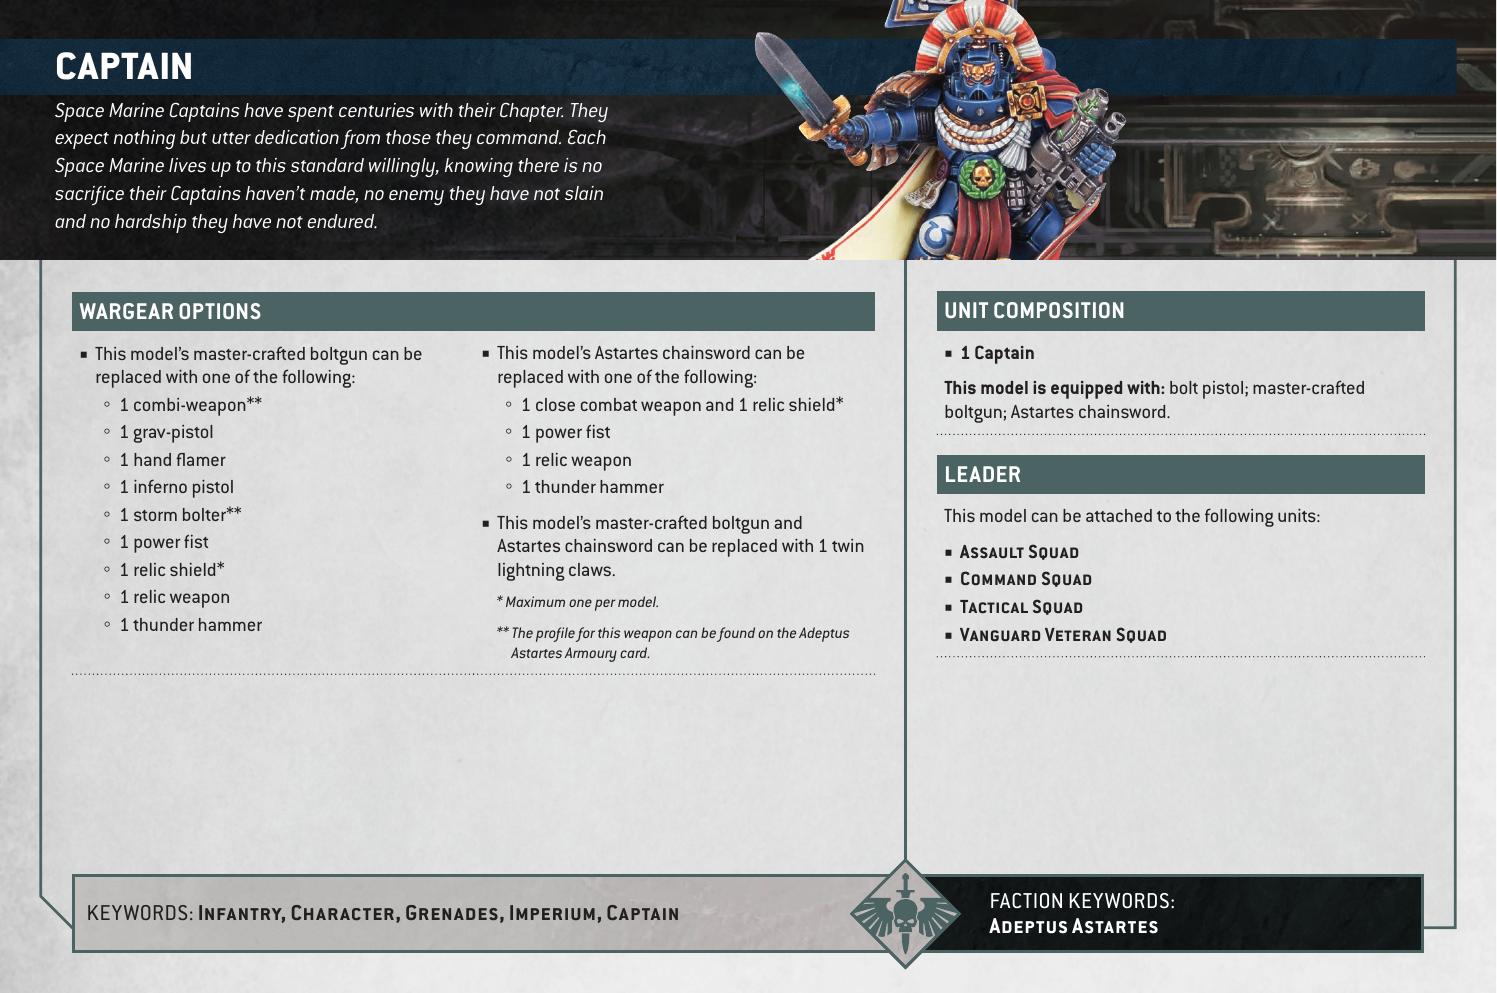 CAPTAIN
Space Marine Captains have spent centuries with their Chapter. They
expect nothing but utter dedication from those they command. Each
Space Marine lives up to this standard willingly, knowing there is no
sacrifice their Captains haven't made, no enemy they have not slain
and no hardship they have not endured.
WARGEAR OPTIONS
▪ This model's master-crafted boltgun can be
replaced with one of the following:
◦ 1 combi-weapon**
◦ 1 grav-pistol
◦ 1 hand flamer
◦ 1 inferno pistol
◦ 1 storm bolter**
◦ 1 power fist
◦ 1 relic shield*
◦ 1 relic weapon
◦ 1 thunder hammer
▪ This model's Astartes chainsword can be
replaced with one of the following:
◦ 1 close combat weapon and 1 relic shield*
◦ 1 power fist
◦ 1 relic weapon
◦ 1 thunder hammer
▪ This model's master-crafted boltgun and
Astartes chainsword can be replaced with 1 twin
lightning claws.
* Maximum one per model.
** The profile for this weapon can be found on the Adeptus
Astartes Armoury card.
UNIT COMPOSITION
▪ 1 Captain
This model is equipped with: bolt pistol; master-crafted
boltgun; Astartes chainsword.
LEADER
This model can be attached to the following units:
▪ Assault Squad
▪ Command Squad
▪ Tactical Squad
▪ Vanguard Veteran Squad
KEYWORDS: Infantry, Character, Grenades, Imperium, Captain
FACTION KEYWORDS:
Adeptus Astartes